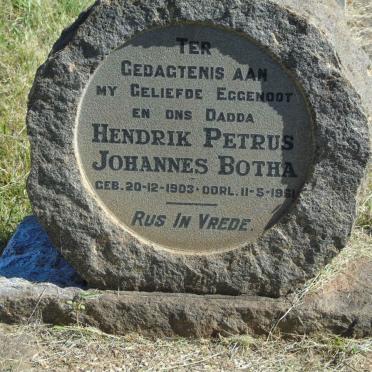 TER
GEDAGTENIS AAN
MY GELIEFDE EGGENOOT
EN ONS DADDA
HENDRIK PETRUS
JOHANNES BOTHA
GEB. 20-12-1903 · OORL. 11-5-1951
RUS IN VREDE.